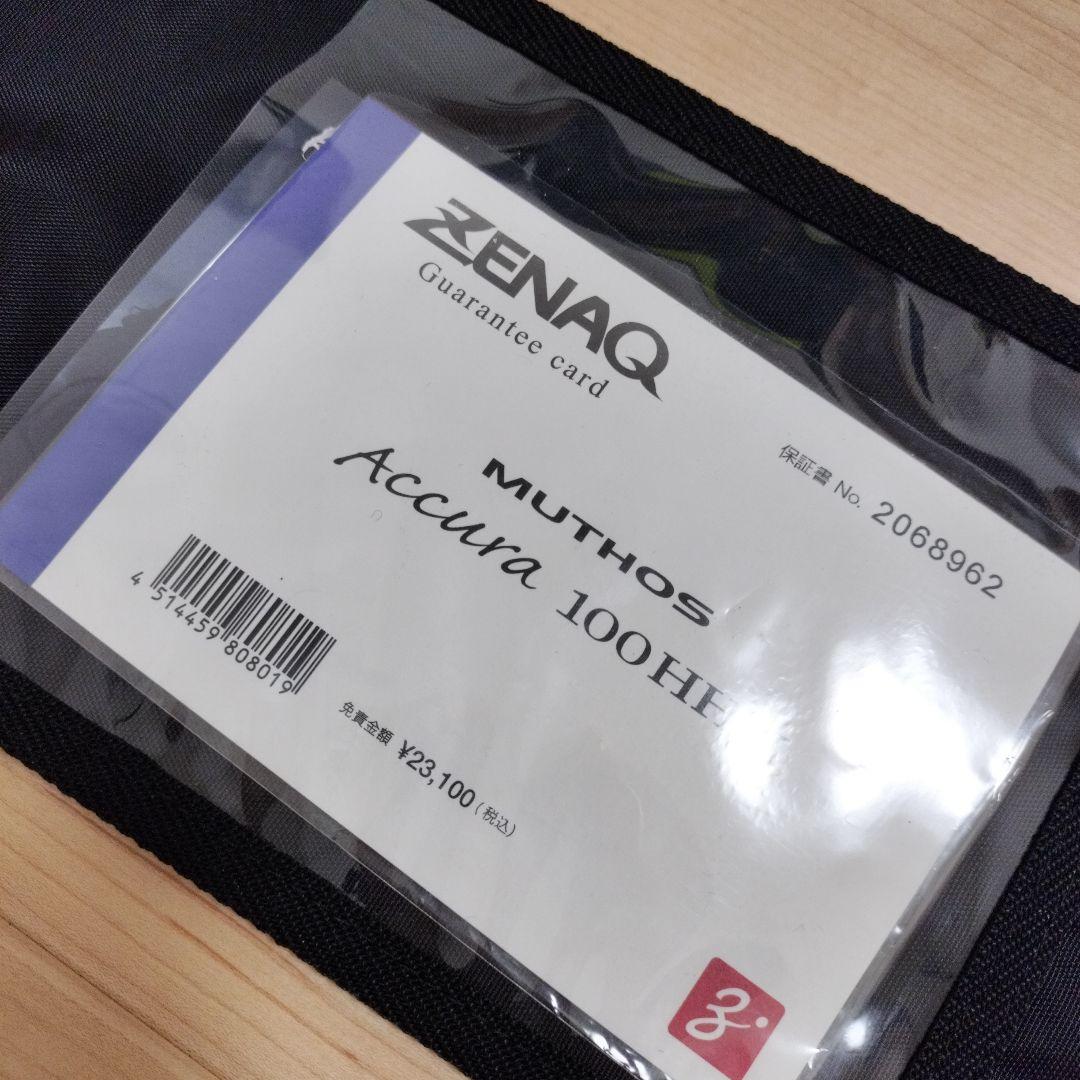 ZENAQ
Guarantee card
保証書 No. 2068962
MUTHOS
Accura 100HH
4 514459 808019
免責金額 ¥23,100(税込)
z.